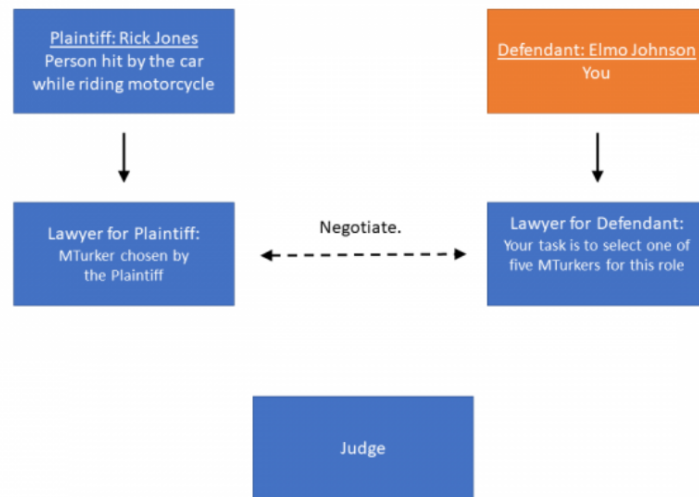 Plaintiff: Rick Jones
Person hit by the car
while riding motorcycle
Defendant: Elmo Johnson
You
Lawyer for Plaintiff:
MTurker chosen by
the Plaintiff
Negotiate.
Lawyer for Defendant:
Your task is to select one of
five MTurkers for this role
Judge